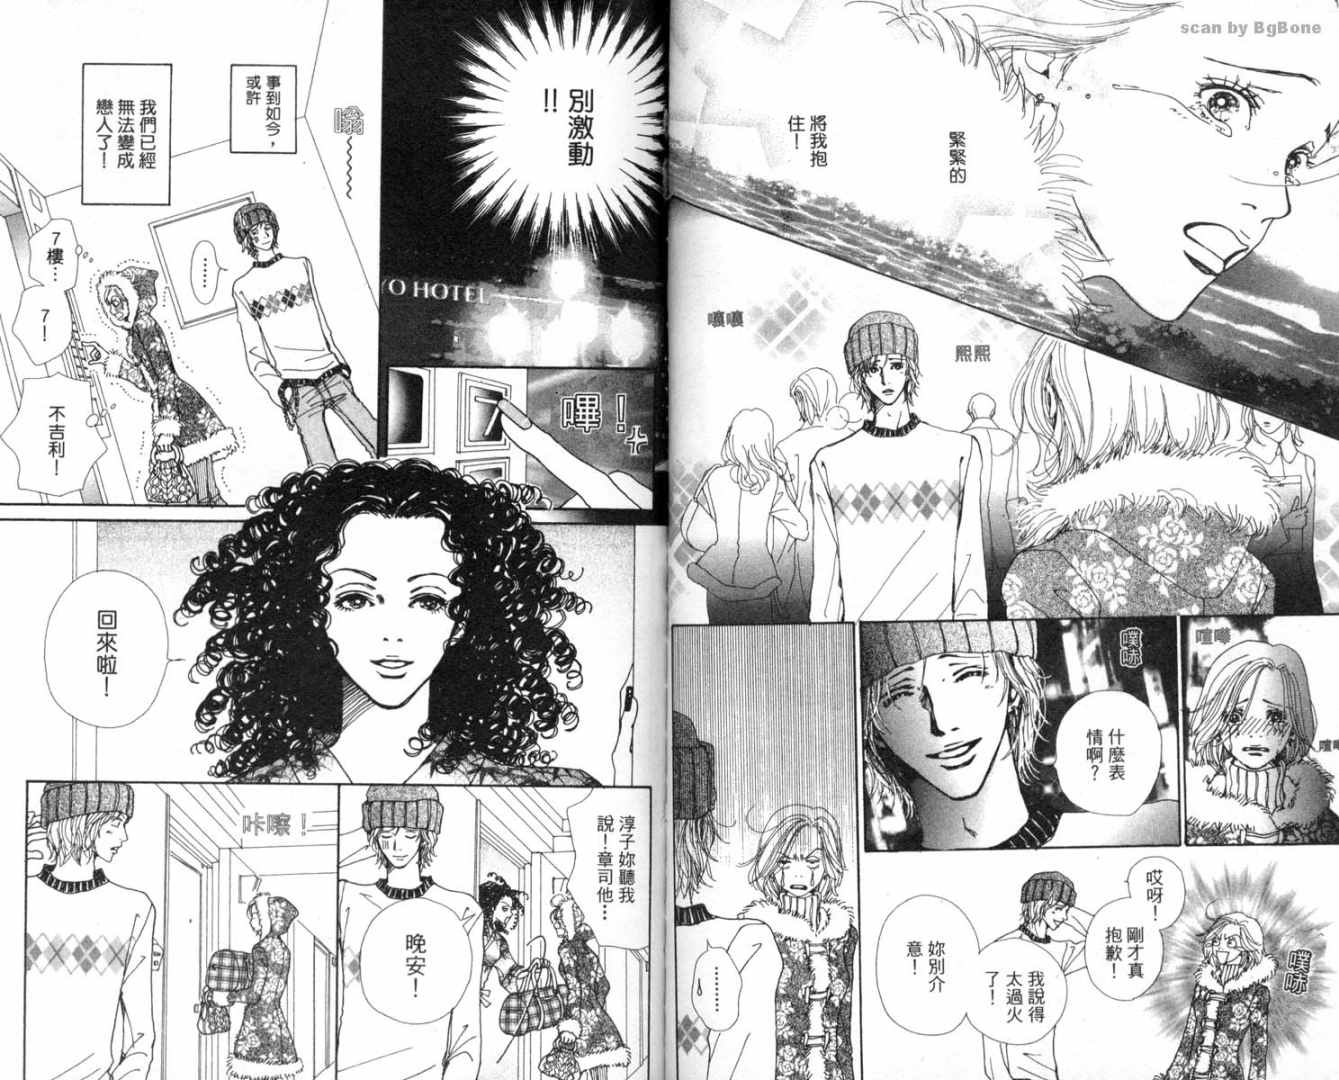 scan by BgBone
緊緊的
將我抱
住！
嚷嚷
熙熙
喧嘩
噗哧
什麼表
情啊？
噗哧
哎呀！
剛才真
抱歉！
我說得
太過火
了！
妳別介
意！
………
別激動
!!
YO HOTEL
嗶！
嗡
事到如今，
或許
我們已經
無法變成
戀人了！
……
7樓…
7！
不吉利！
回來啦！
淳子妳聽我
說！章司他…
晚安！
咔嚓！